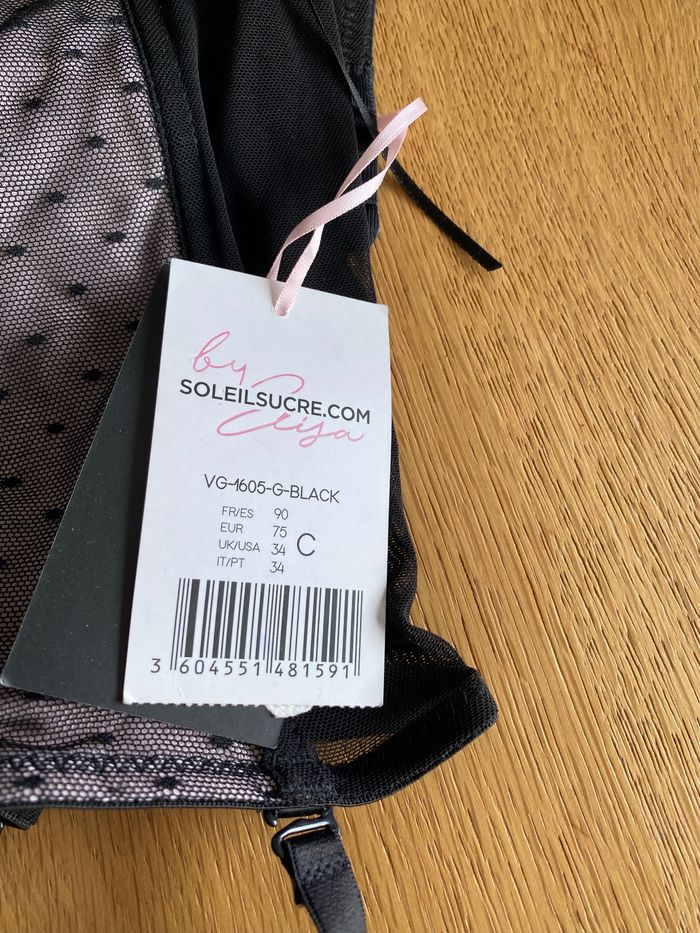 by
SOLEILSUCRE.COM
Elisa
VG-1605-G-BLACK
FR/ES 90
EUR 75
UK/USA 34 C
IT/PT 34
3 604551 481591